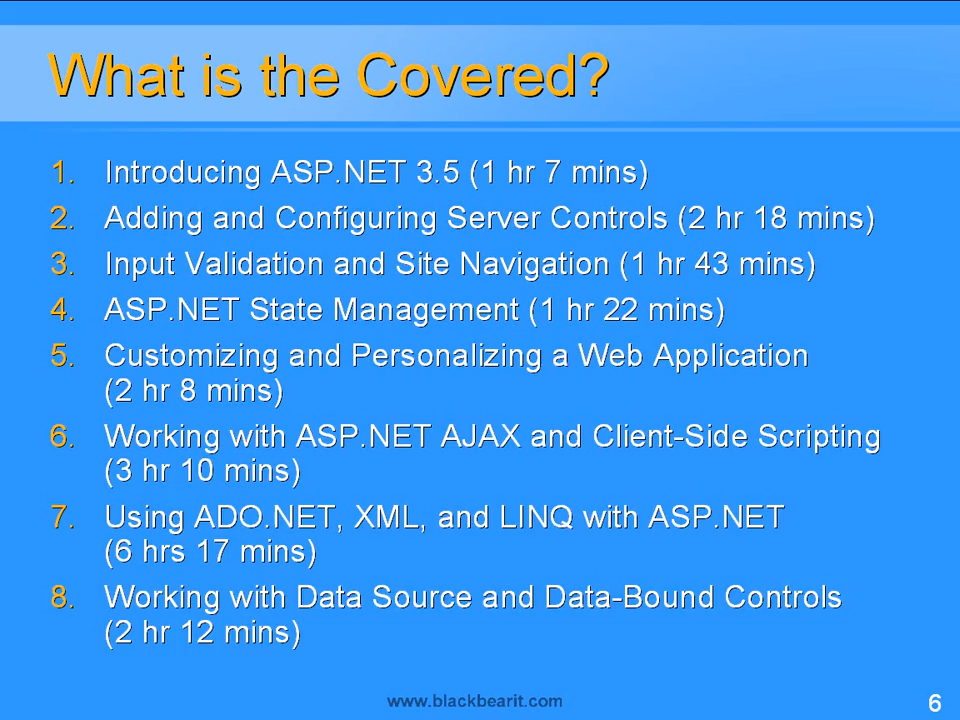 What is the Covered?
1. Introducing ASP.NET 3.5 (1 hr 7 mins)
2. Adding and Configuring Server Controls (2 hr 18 mins)
3. Input Validation and Site Navigation (1 hr 43 mins)
4. ASP.NET State Management (1 hr 22 mins)
5. Customizing and Personalizing a Web Application
(2 hr 8 mins)
6. Working with ASP.NET AJAX and Client-Side Scripting
(3 hr 10 mins)
7. Using ADO.NET, XML, and LINQ with ASP.NET
(6 hrs 17 mins)
8. Working with Data Source and Data-Bound Controls
(2 hr 12 mins)
www.blackbearit.com
6